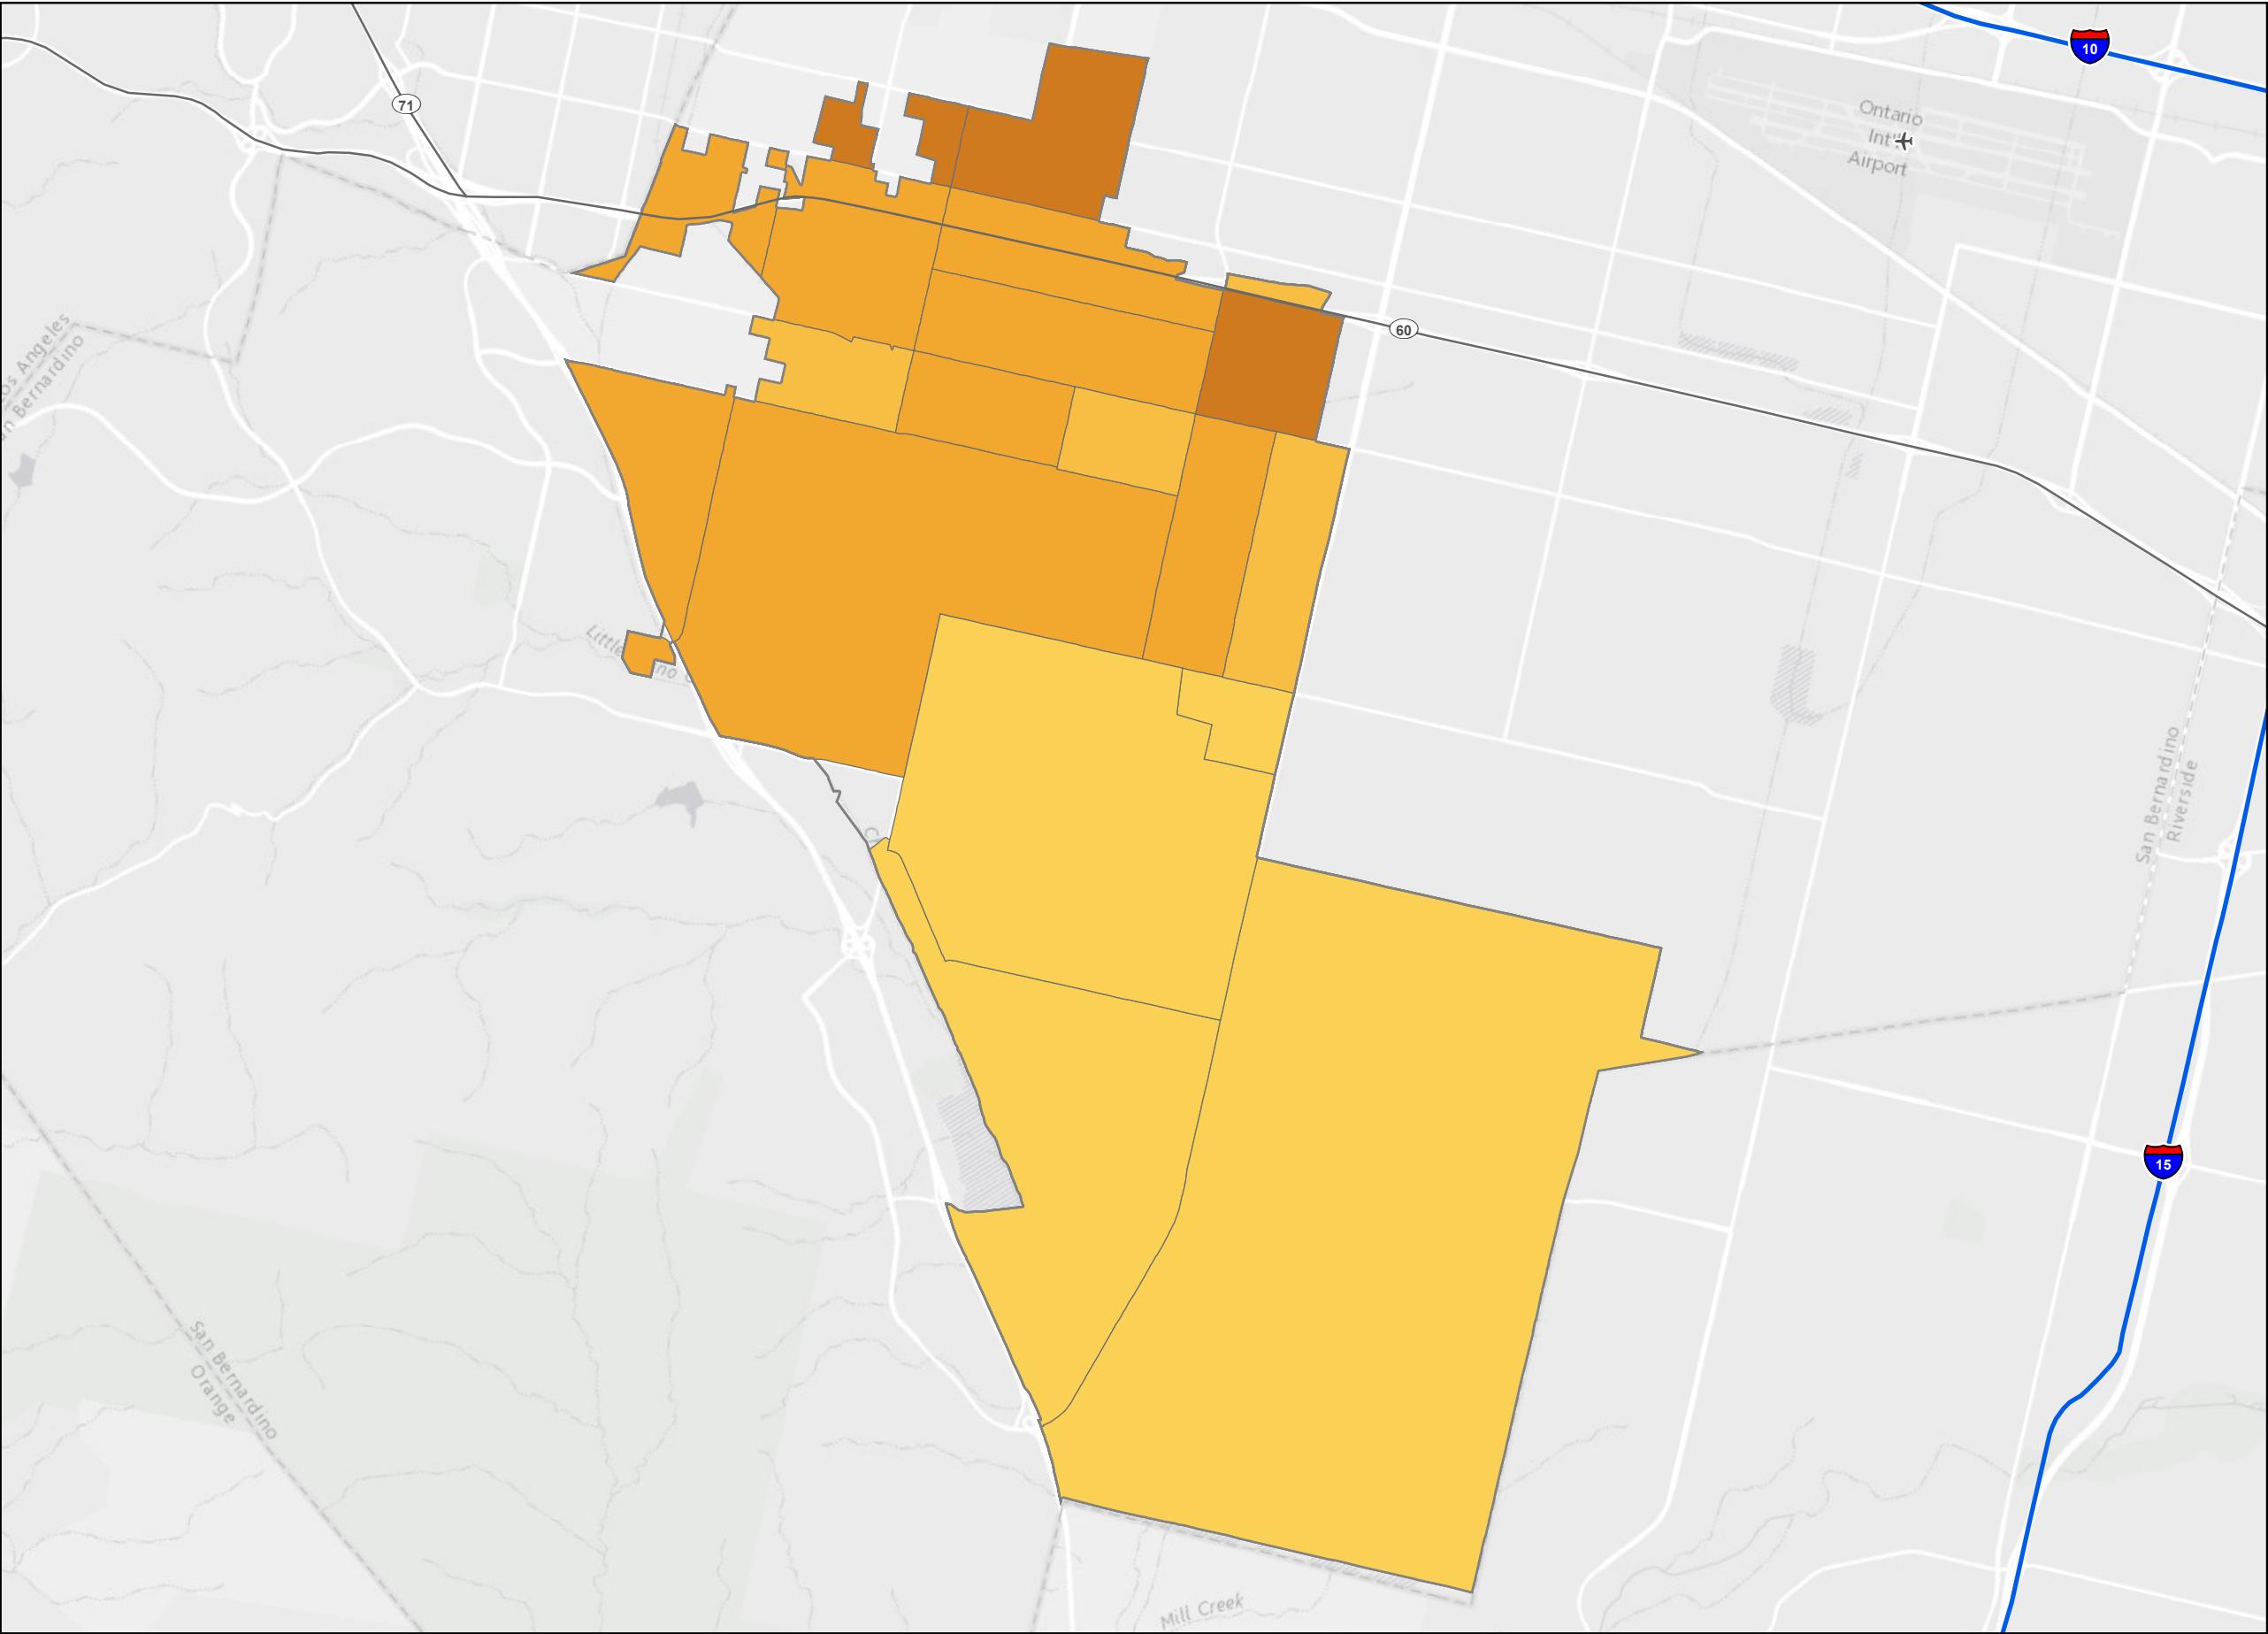 10
71
Ontario
Int'l
Airport
60
Los Angeles
San Bernardino
Little
no
C
San Bernardino
Riverside
C
15
San Bernardino
Orange
Mill Creek